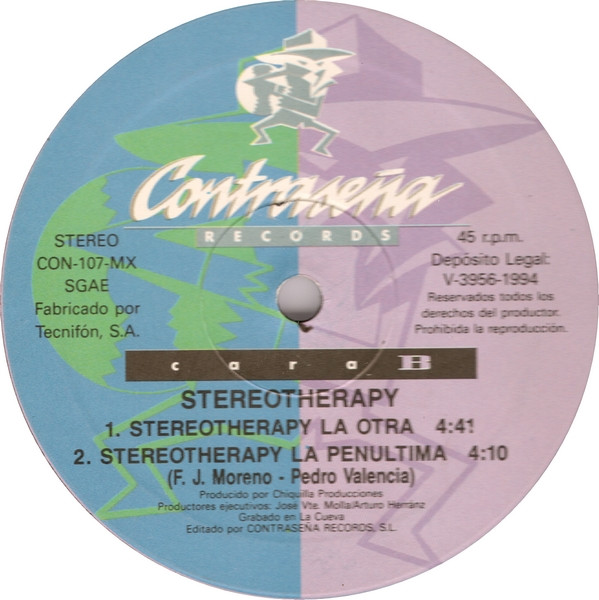 Contraseña
RECORDS
STEREO
CON-107-MX
SGAE
Fabricado por
Tecnifón, S.A.
45 r.p.m.
Depósito Legal:
V-3956-1994
Reservados todos los
derechos del productor.
Prohibida la reproducción.
cara B
STEREOTHERAPY
1. STEREOTHERAPY LA OTRA 4:41
2. STEREOTHERAPY LA PENULTIMA 4:10
(F. J. Moreno - Pedro Valencia)
Producido por Chiquilla Producciones
Productores ejecutivos: José Vte. Molla/Arturo Herránz
Grabado en La Cueva
Editado por CONTRASEÑA RECORDS, S.L.